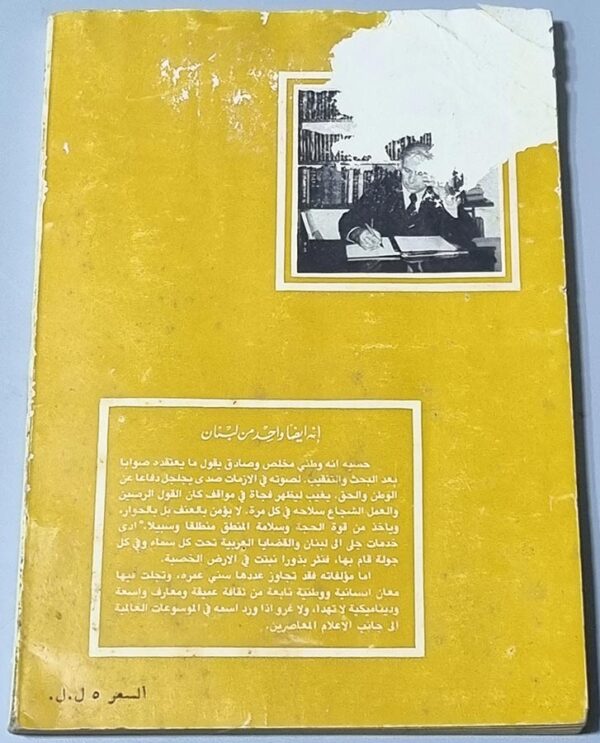 إنه أيضاً واحد من لبنان
حسبه انه وطني مخلص وصادق يقول ما يعتقده صوابا
بعد البحث والتنقيب. لصوته في الازمات صدى يجلجل دفاعا عن
الوطن والحق. يغيب ليظهر فجأة في مواقف كان القول الرصين
والعمل الشجاع سلاحه في كل مرة. لا يؤمن بالعنف بل بالحوار،
ويأخذ من قوة الحجة وسلامة المنطق منطلقا وسبيلا. ادى
خدمات جلى الى لبنان والقضايا العربية تحت كل سماء وفي كل
جولة قام بها، فنثر بذورا نبتت في الارض الخصبة.
اما مؤلفاته فقد تجاوز عددها سني عمره، وتجلت فيها
معان انسانية ووطنية نابعة من ثقافة عميقة ومعارف واسعة
وديناميكية لا تهدا، ولا غرو اذا ورد اسمه في الموسوعات العالمية
الى جانب الأعلام المعاصرين.
السعر ٥ ل.ل.